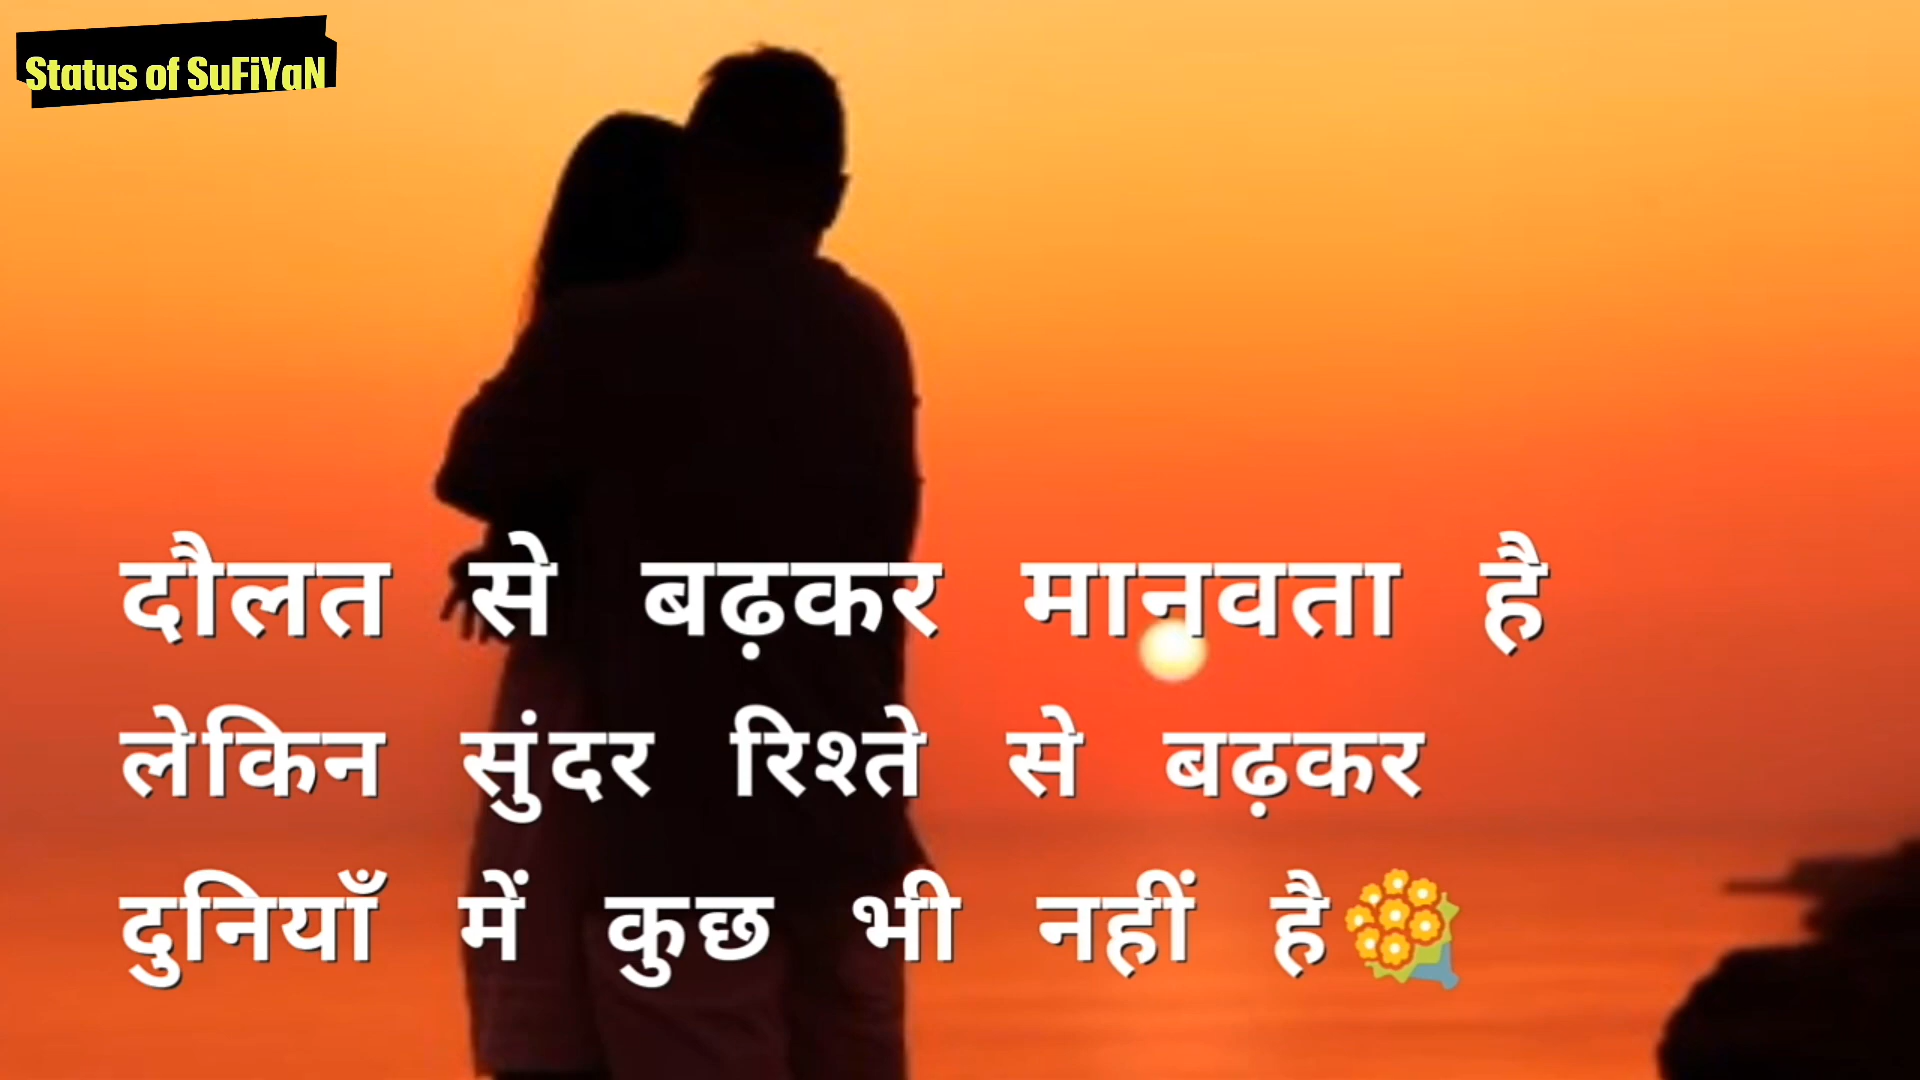 Status of SuFiYaN
दौलत से बढ़कर मानवता है
लेकिन सुंदर रिश्ते से बढ़कर
दुनियाँ में कुछ भी नहीं है💐